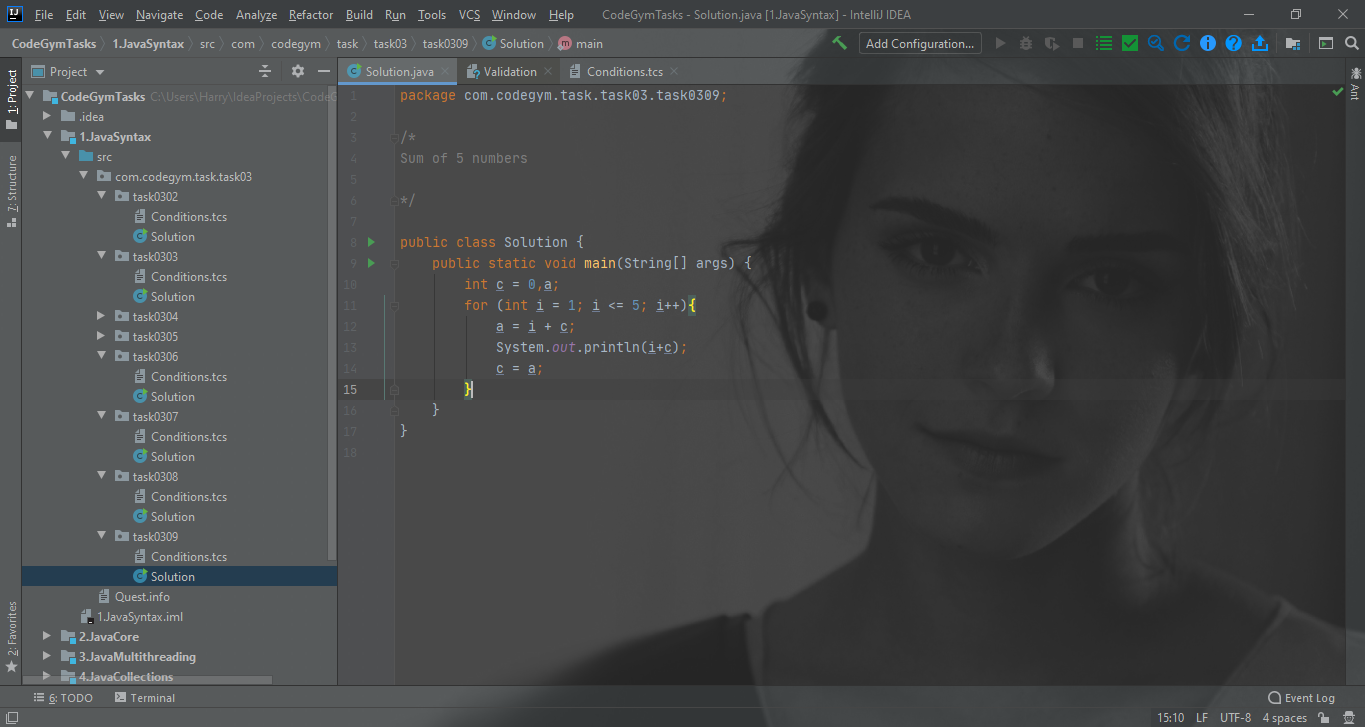 IJ File Edit View Navigate Code Analyze Refactor Build Run Tools VCS Window Help CodeGymTasks - Solution.java [1.JavaSyntax] - IntelliJ IDEA
CodeGymTasks 1.JavaSyntax src com codegym task task03 task0309 Solution main Add Configuration...
Project Solution.java Validation Conditions.tcs
1: Project
7: Structure
2: Favorites
Ant
CodeGymTasks C:\Users\Harry\IdeaProjects\CodeG
.idea
1.JavaSyntax
src
com.codegym.task.task03
task0302
Conditions.tcs
Solution
task0303
Conditions.tcs
Solution
task0304
task0305
task0306
Conditions.tcs
Solution
task0307
Conditions.tcs
Solution
task0308
Conditions.tcs
Solution
task0309
Conditions.tcs
Solution
Quest.info
1.JavaSyntax.iml
2.JavaCore
3.JavaMultithreading
4.JavaCollections
1 package com.codegym.task.task03.task0309;
2
3 /*
4 Sum of 5 numbers
5
6 */
7
8 public class Solution {
9 public static void main(String[] args) {
10 int c = 0,a;
11 for (int i = 1; i <= 5; i++){
12 a = i + c;
13 System.out.println(i+c);
14 c = a;
15 }
16 }
17 }
18
6: TODO Terminal Event Log
15:10 LF UTF-8 4 spaces